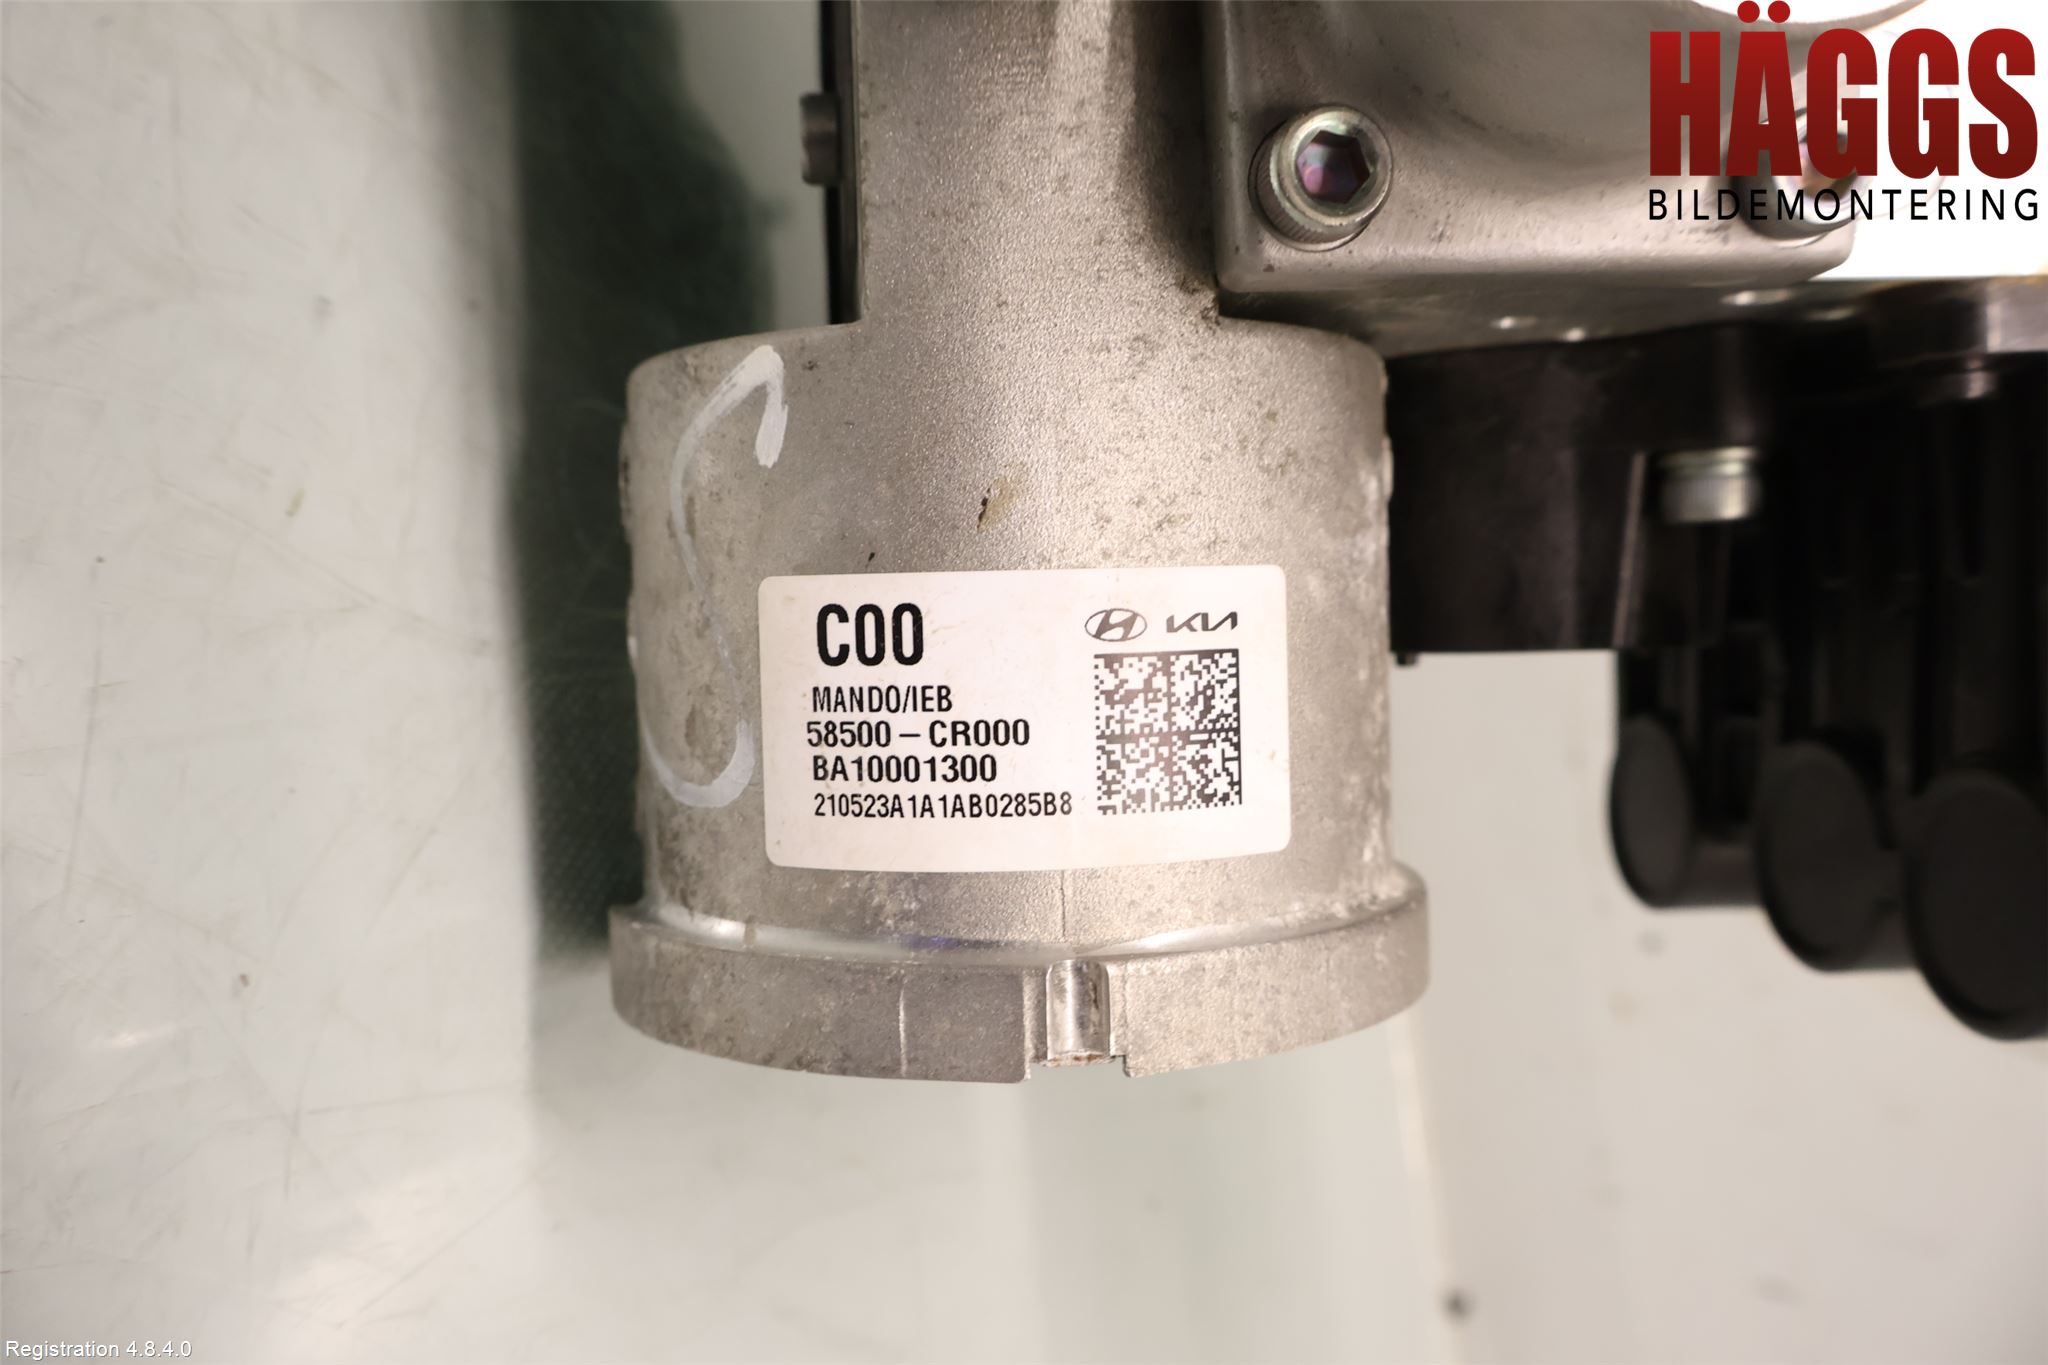 HÄGGS
BILDEMONTERING
C00
KIA
MANDO/IEB
58500-CR000
BA10001300
210523A1A1AB0285B8
Registration 4.8.4.0